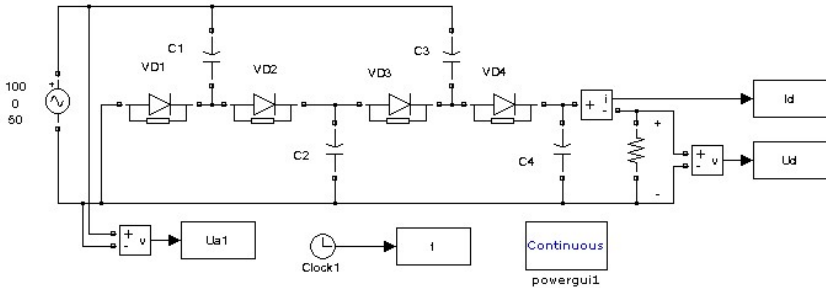 C1
C3
VD1
VD2
VD3
VD4
100
0
50
+
+ -
i
-
Id
C2
C4
+
-
+
-
v
Ud
+
-
v
Ua1
Clock1
t
Continuous
powergui1